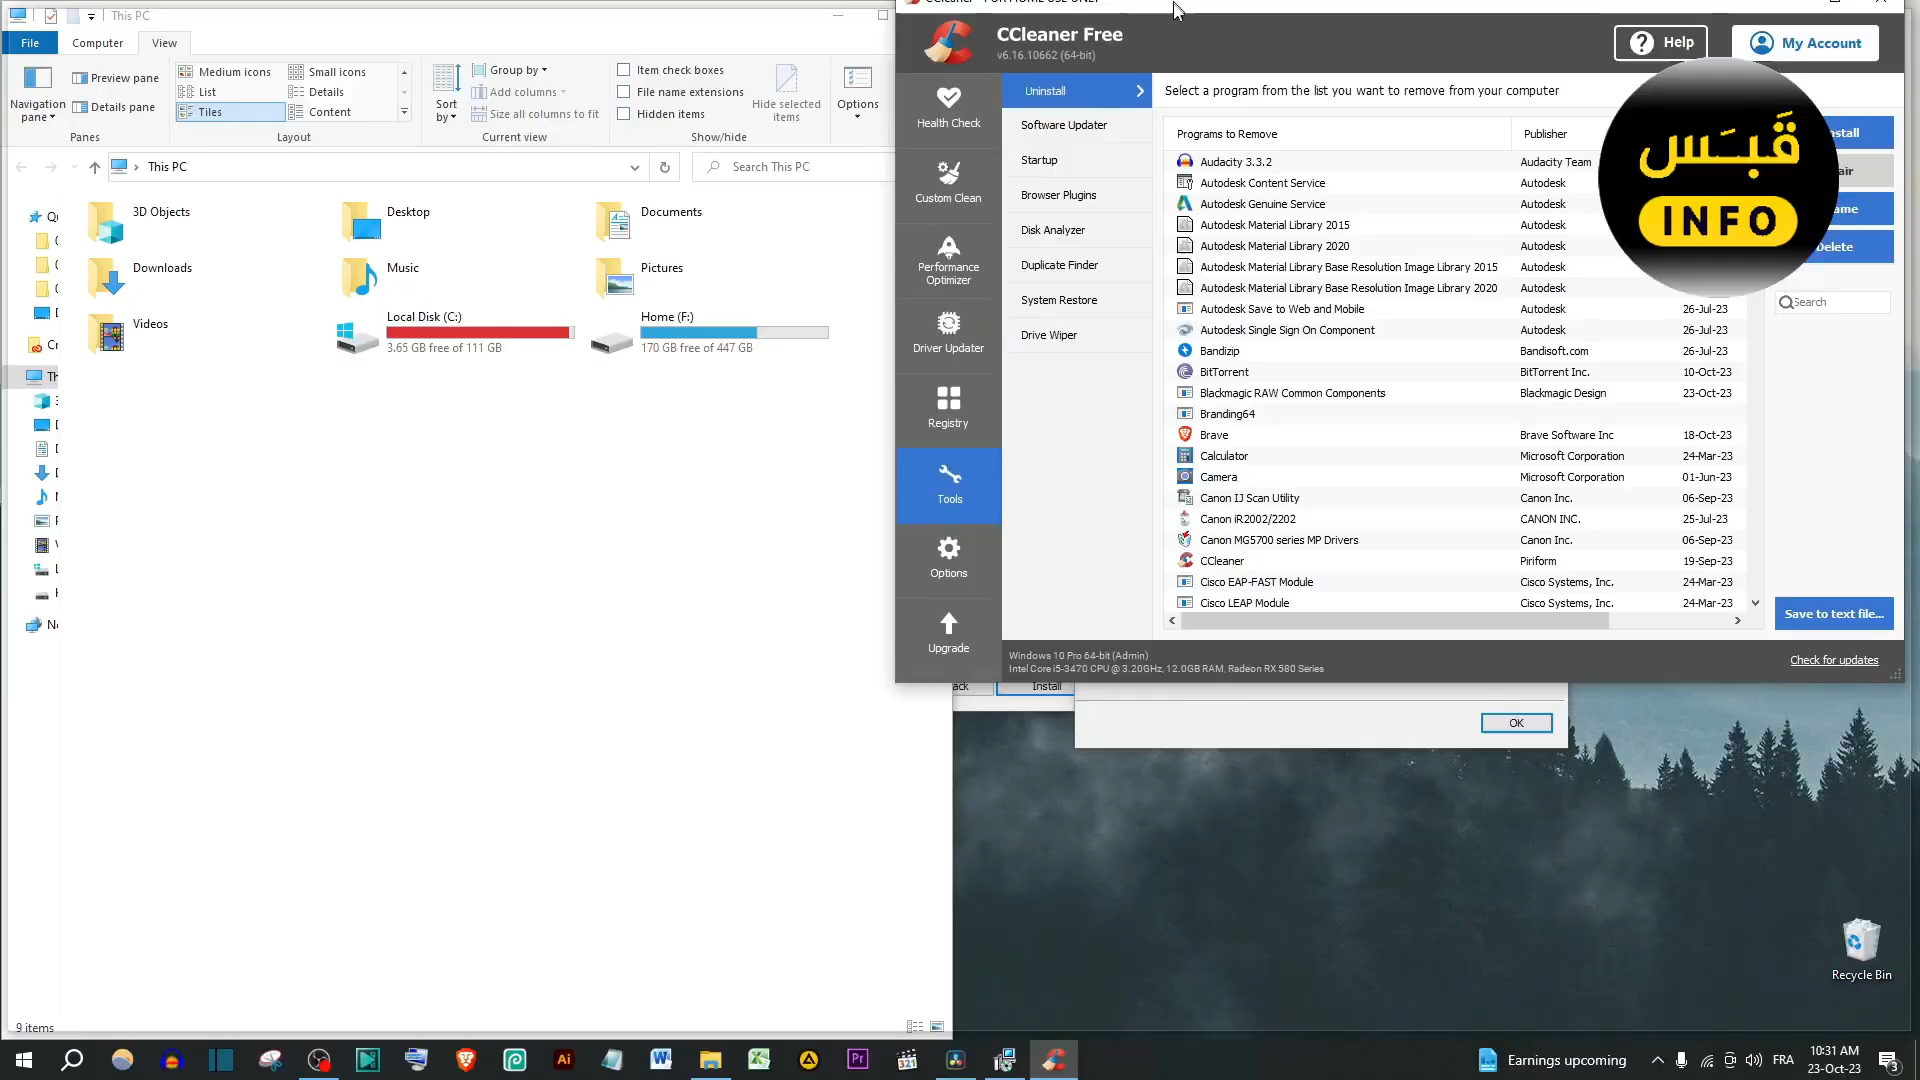 This PC
File
Computer
View
Preview pane
Details pane
Navigation
pane
Panes
Medium icons
Small icons
List
Details
Tiles
Content
Layout
Sort
by
Group by
Add columns
Size all columns to fit
Current view
Item check boxes
File name extensions
Hidden items
Hide selected
items
Show/hide
Options
This PC
Search This PC
3D Objects
Desktop
Documents
Downloads
Music
Pictures
Videos
Local Disk (C:)
3.65 GB free of 111 GB
Home (F:)
170 GB free of 447 GB
9 items
CCleaner Free
v6.16.10662 (64-bit)
Help
My Account
Health Check
Custom Clean
Performance
Optimizer
Driver Updater
Registry
Tools
Options
Upgrade
Uninstall
Software Updater
Startup
Browser Plugins
Disk Analyzer
Duplicate Finder
System Restore
Drive Wiper
Select a program from the list you want to remove from your computer
Programs to Remove Publisher
Audacity 3.3.2 Audacity Team
Autodesk Content Service Autodesk
Autodesk Genuine Service Autodesk
Autodesk Material Library 2015 Autodesk
Autodesk Material Library 2020 Autodesk
Autodesk Material Library Base Resolution Image Library 2015 Autodesk
Autodesk Material Library Base Resolution Image Library 2020 Autodesk
Autodesk Save to Web and Mobile Autodesk 26-Jul-23
Autodesk Single Sign On Component Autodesk 26-Jul-23
Bandizip Bandisoft.com 26-Jul-23
BitTorrent BitTorrent Inc. 10-Oct-23
Blackmagic RAW Common Components Blackmagic Design 23-Oct-23
Branding64
Brave Brave Software Inc 18-Oct-23
Calculator Microsoft Corporation 24-Mar-23
Camera Microsoft Corporation 01-Jun-23
Canon IJ Scan Utility Canon Inc. 06-Sep-23
Canon iR2002/2202 CANON INC. 25-Jul-23
Canon MG5700 series MP Drivers Canon Inc. 06-Sep-23
CCleaner Piriform 19-Sep-23
Cisco EAP-FAST Module Cisco Systems, Inc. 24-Mar-23
Cisco LEAP Module Cisco Systems, Inc. 24-Mar-23
قَبَس
INFO
Delete
Search
Save to text file...
Windows 10 Pro 64-bit (Admin)
Intel Core i5-3470 CPU @ 3.20GHz, 12.0GB RAM, Radeon RX 580 Series
Check for updates
Install
OK
Recycle Bin
Earnings upcoming
FRA
10:31 AM
23-Oct-23
3